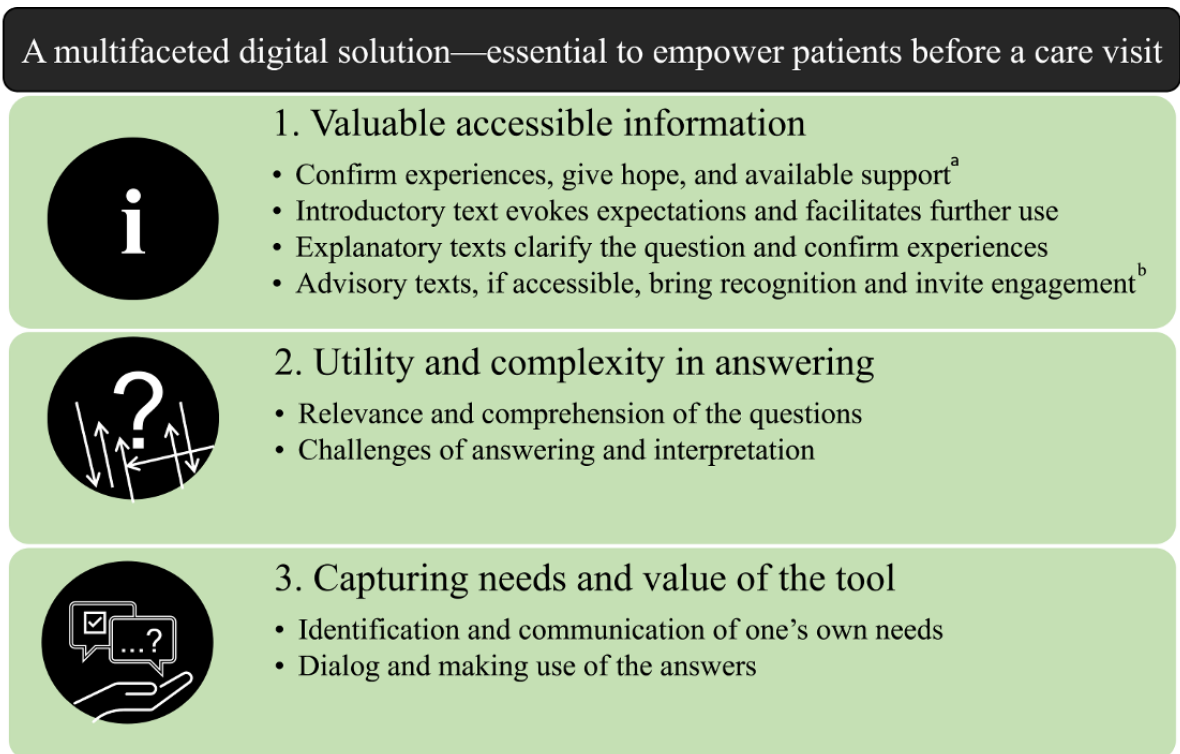 A multifaceted digital solution—essential to empower patients before a care visit
i
1. Valuable accessible information
• Confirm experiences, give hope, and available supportᵃ
• Introductory text evokes expectations and facilitates further use
• Explanatory texts clarify the question and confirm experiences
• Advisory texts, if accessible, bring recognition and invite engagementᵇ
?
2. Utility and complexity in answering
• Relevance and comprehension of the questions
• Challenges of answering and interpretation
...?
3. Capturing needs and value of the tool
• Identification and communication of one’s own needs
• Dialog and making use of the answers